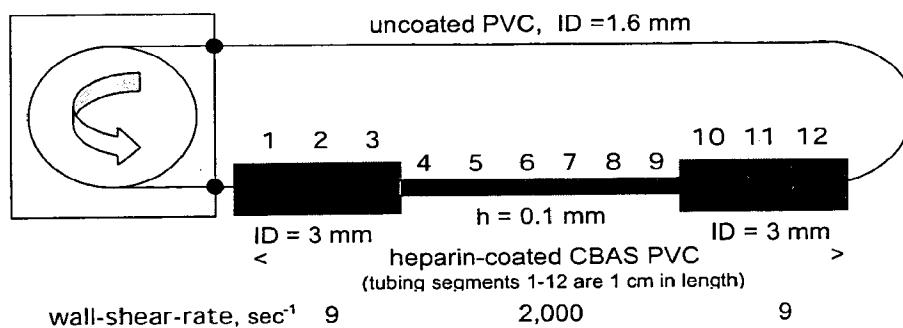 uncoated PVC, ID =1.6 mm
1 2 3 4 5 6 7 8 9 10 11 12
h = 0.1 mm
ID = 3 mm ID = 3 mm
< heparin-coated CBAS PVC >
(tubing segments 1-12 are 1 cm in length)
wall-shear-rate, sec⁻¹ 9 2,000 9